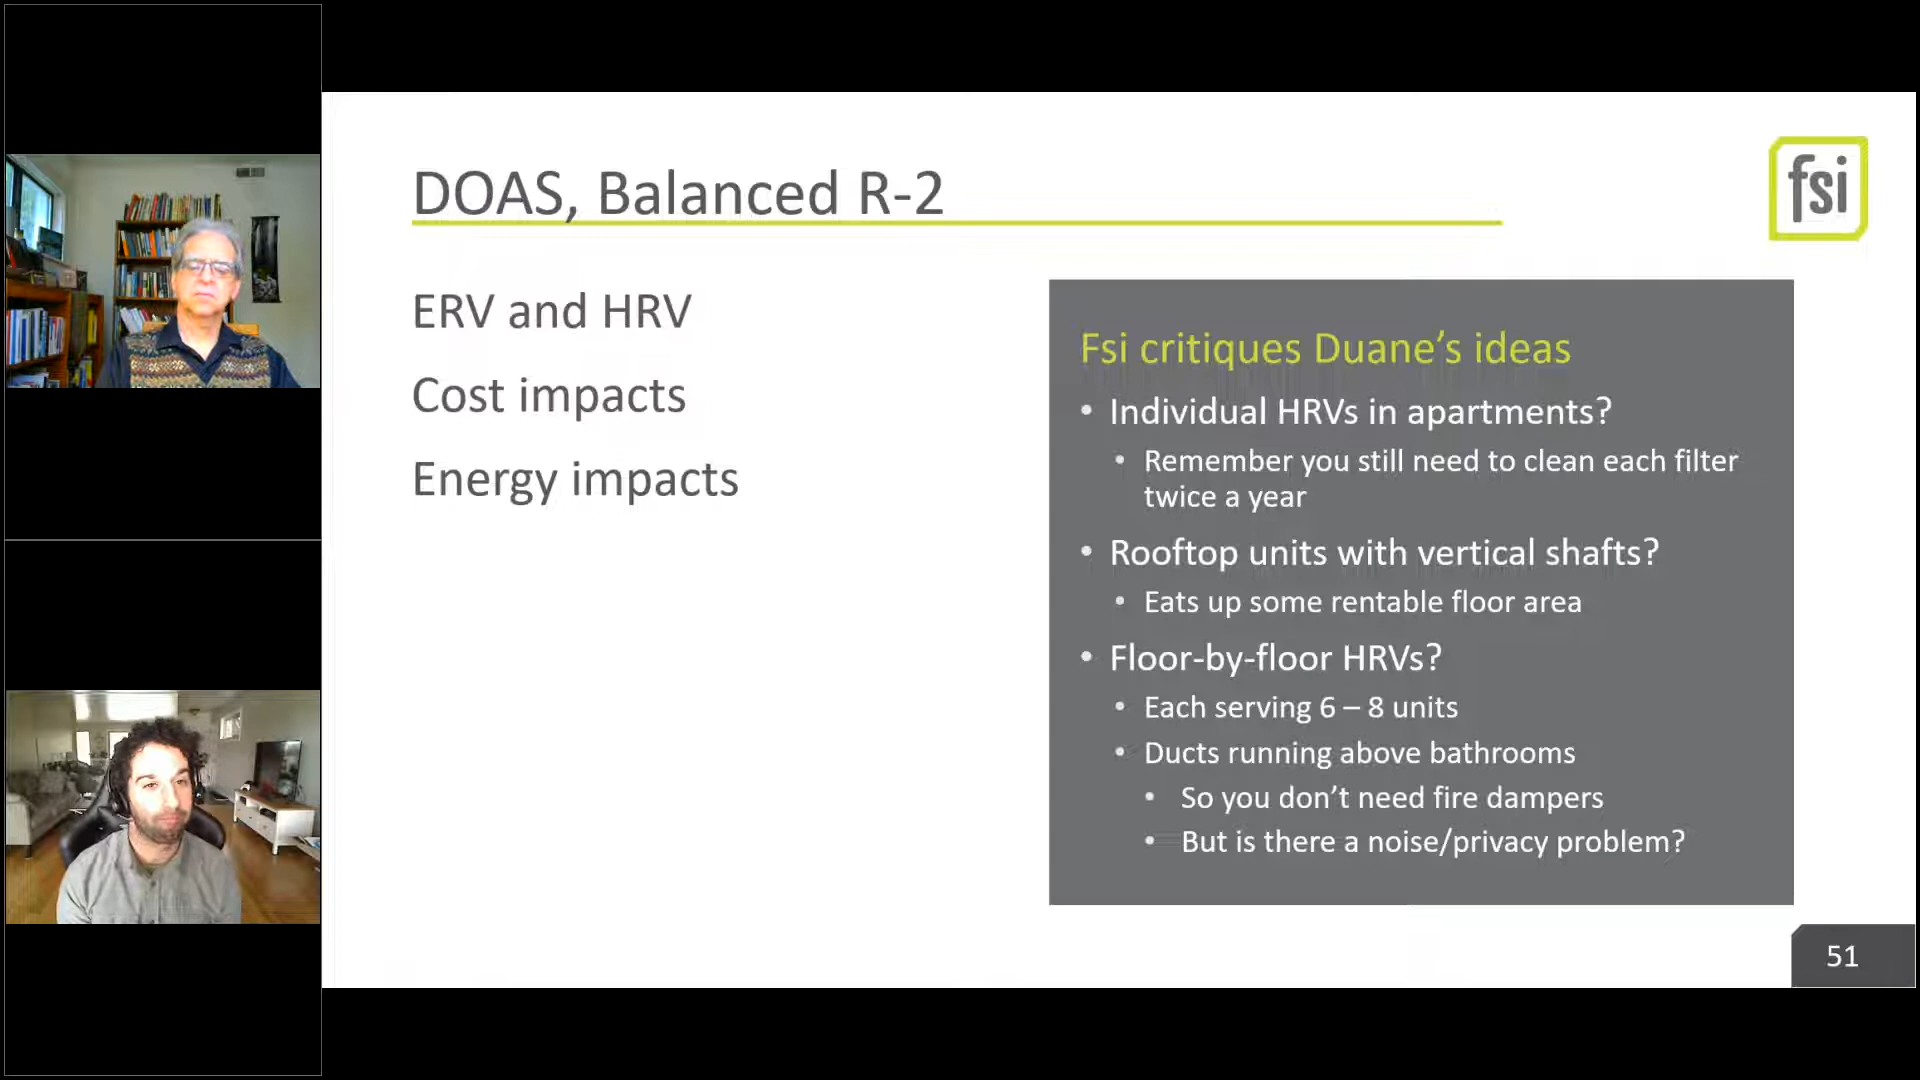 DOAS, Balanced R-2
fsi
ERV and HRV
Cost impacts
Energy impacts
Fsi critiques Duane’s ideas
• Individual HRVs in apartments?
• Remember you still need to clean each filter
twice a year
• Rooftop units with vertical shafts?
• Eats up some rentable floor area
• Floor-by-floor HRVs?
• Each serving 6 – 8 units
• Ducts running above bathrooms
• So you don’t need fire dampers
• But is there a noise/privacy problem?
51